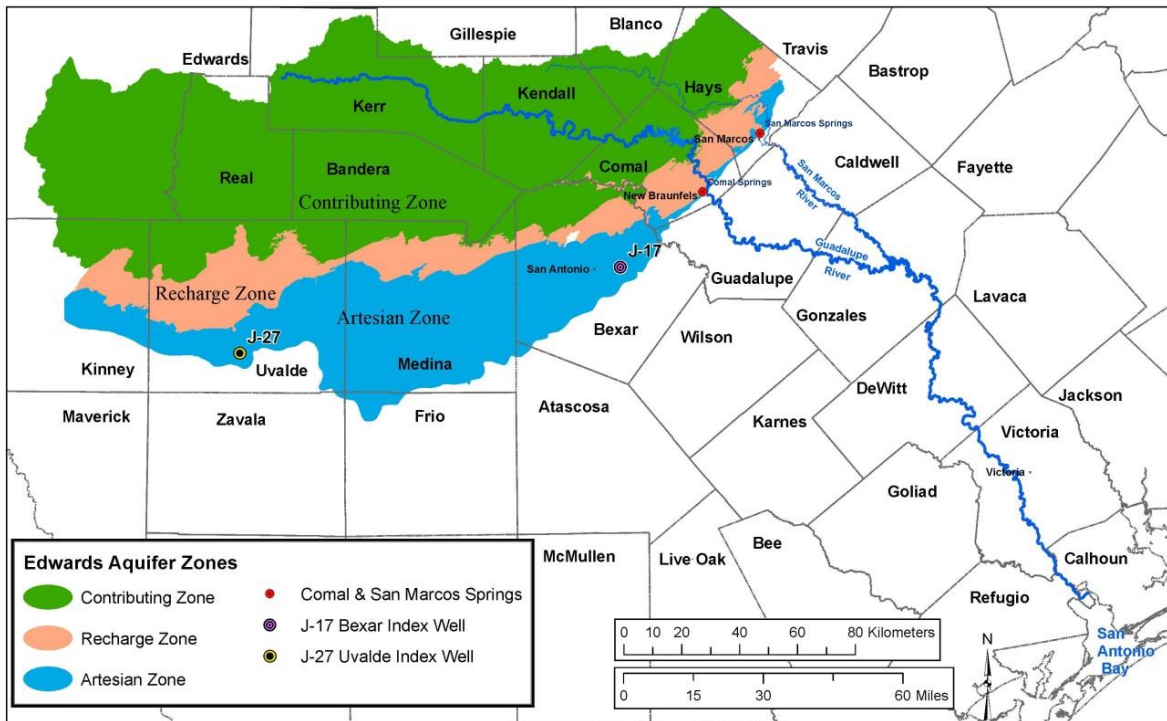 Blanco
Gillespie
Travis
Edwards
Bastrop
Kendall
Hays
Kerr
San Marcos Springs
San Marcos
Fayette
Comal
Caldwell
Bandera
Real
Contributing Zone
San Marcos
River
Comal Springs
New Braunfels
J-17
Guadalupe
River
San Antonio
Guadalupe
Recharge Zone
Lavaca
Artesian Zone
Gonzales
Bexar
Wilson
J-27
Medina
Kinney
Uvalde
DeWitt
Jackson
Atascosa
Karnes
Maverick
Zavala
Frio
Victoria
Victoria
Goliad
Bee
McMullen
Live Oak
Calhoun
Refugio
San
Antonio
Bay
Edwards Aquifer Zones
Contributing Zone
Recharge Zone
Artesian Zone
Comal & San Marcos Springs
J-17 Bexar Index Well
J-27 Uvalde Index Well
0 10 20 40 60 80 Kilometers
0 15 30 60 Miles
N